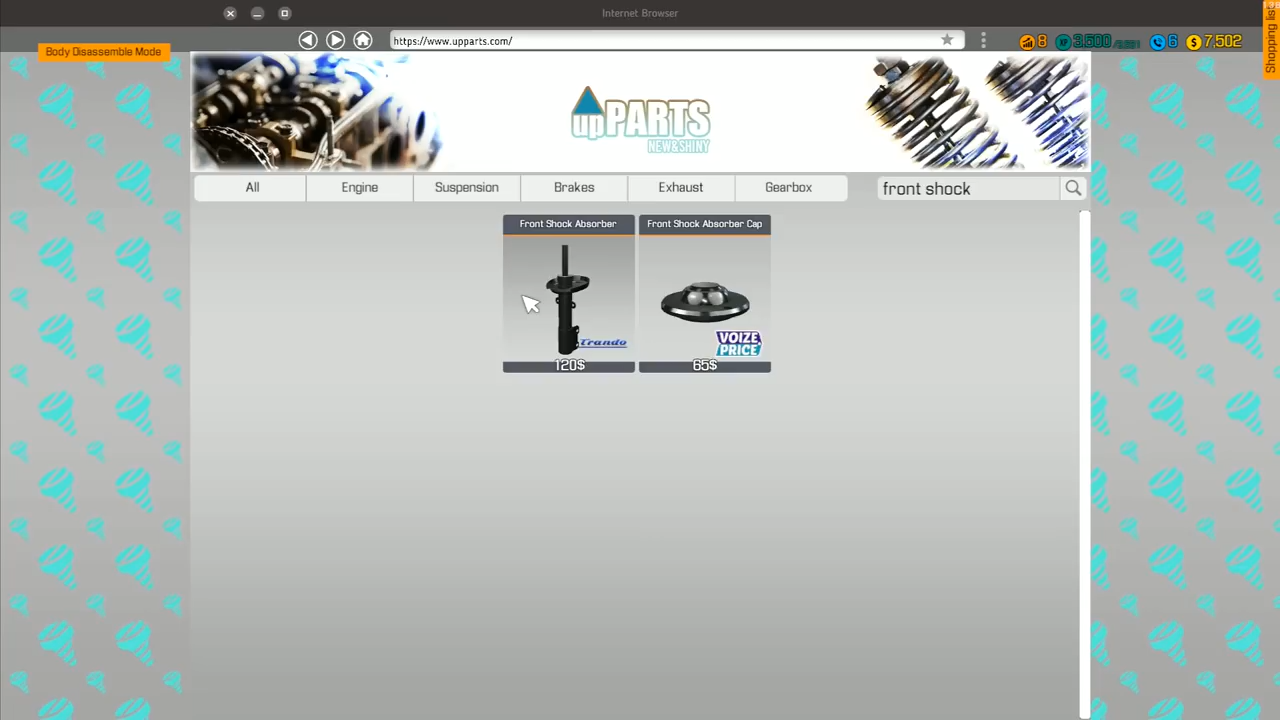 Internet Browser
https://www.upparts.com/
Body Disassemble Mode
8
3,500
6
$ 7,502
Shopping list
upPARTS
NEW&SHINY
All
Engine
Suspension
Brakes
Exhaust
Gearbox
front shock
Front Shock Absorber
Front Shock Absorber Cap
Trando
VOIZE
PRICE
120$
65$